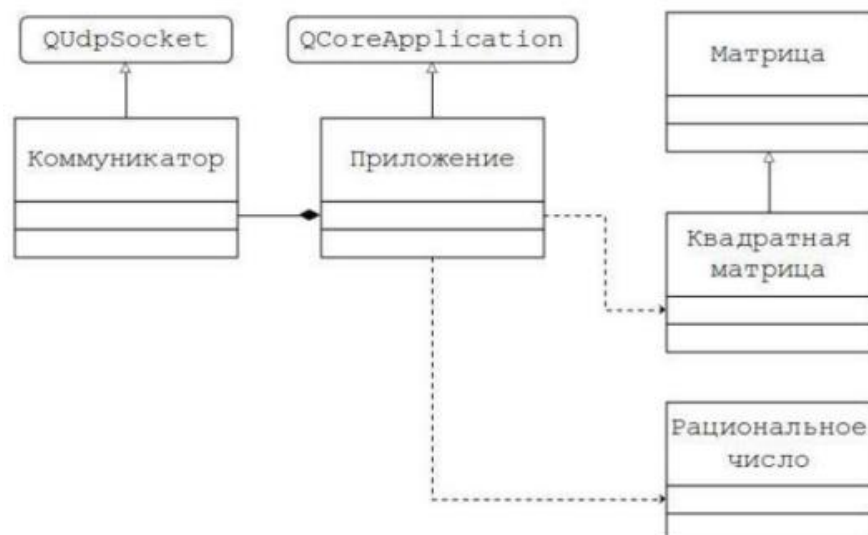 QUdpSocket
QCoreApplication
Матрица
Коммуникатор
Приложение
Квадратная
матрица
Рациональное
число